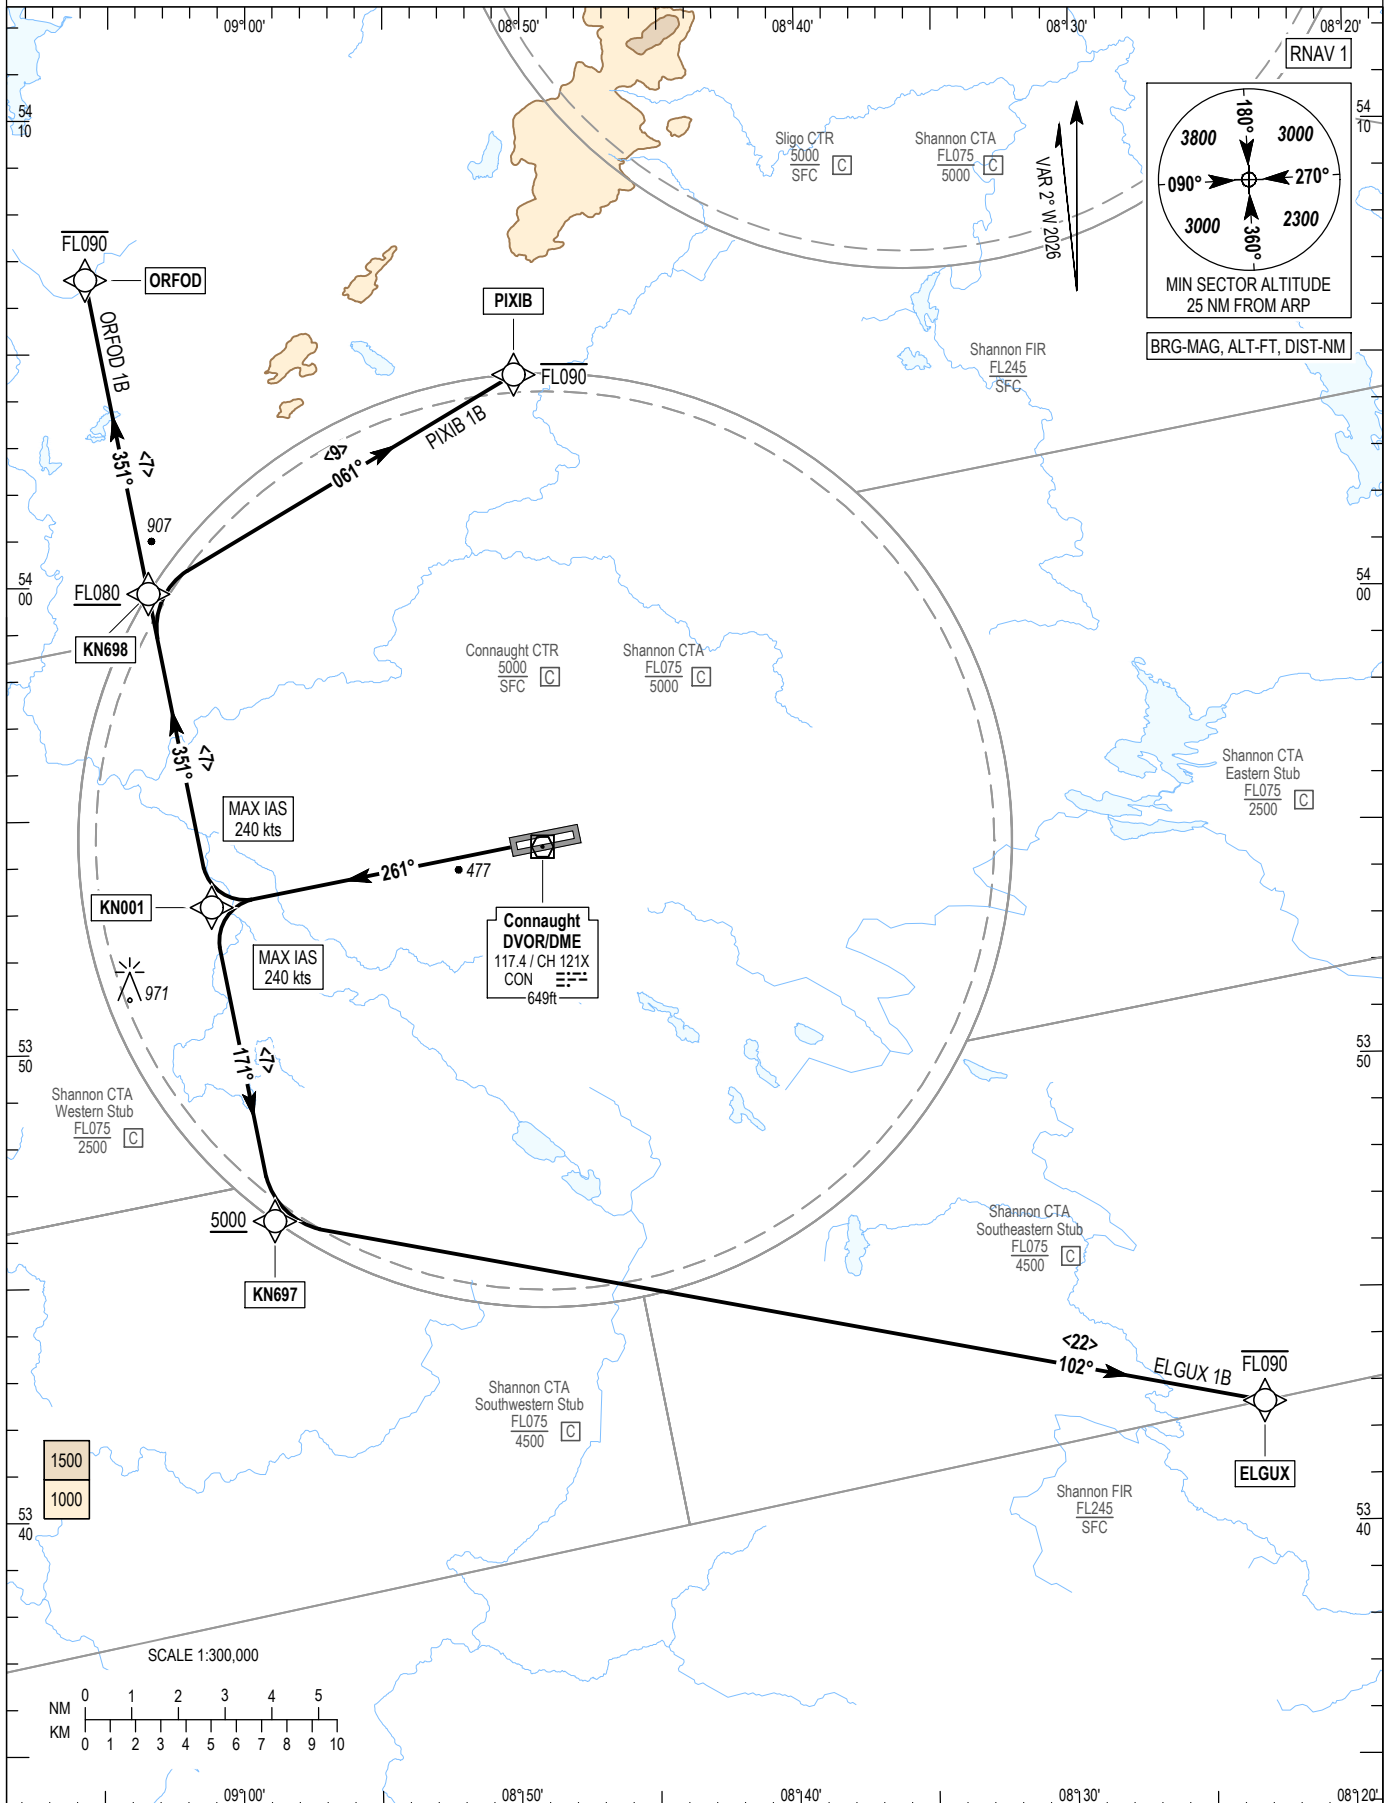 09°00'
08°50'
08°40'
08°30'
08°20'
RNAV 1
54
10
54
10
180°
3800
3000
090°
270°
3000
2300
360°
MIN SECTOR ALTITUDE
25 NM FROM ARP
BRG-MAG, ALT-FT, DIST-NM
VAR 2° W 2026
Sligo CTR
5000
SFC
C
Shannon CTA
FL075
5000
C
FL090
ORFOD
ORFOD 1B
PIXIB
FL090
PIXIB 1B
Shannon FIR
FL245
SFC
351°
<7>
<9>
061°
907
54
00
54
00
FL080
KN698
Connaught CTR
5000
SFC
C
Shannon CTA
FL075
5000
C
351°
<7>
Shannon CTA
Eastern Stub
FL075
2500
C
MAX IAS
240 kts
261°
477
KN001
Connaught
DVOR/DME
117.4 / CH 121X
CON
649ft
MAX IAS
240 kts
971
53
50
53
50
171°
<7>
Shannon CTA
Western Stub
FL075
2500
C
5000
KN697
Shannon CTA
Southeastern Stub
FL075
4500
C
<22>
102°
ELGUX 1B
FL090
ELGUX
Shannon CTA
Southwestern Stub
FL075
4500
C
1500
1000
Shannon FIR
FL245
SFC
53
40
53
40
SCALE 1:300,000
NM
0 1 2 3 4 5
KM
0 1 2 3 4 5 6 7 8 9 10
09°00'
08°50'
08°40'
08°30'
08°20'